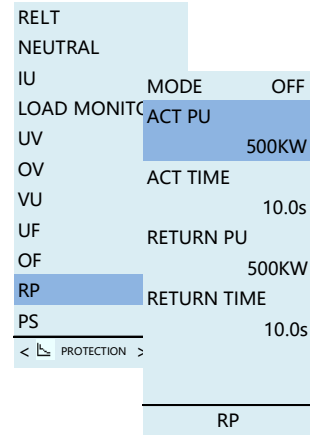 RELT
NEUTRAL
IU
LOAD MONITO
UV
OV
VU
UF
OF
RP
PS
< PROTECTION >
MODE OFF
ACT PU
500KW
ACT TIME
10.0s
RETURN PU
500KW
RETURN TIME
10.0s
RP